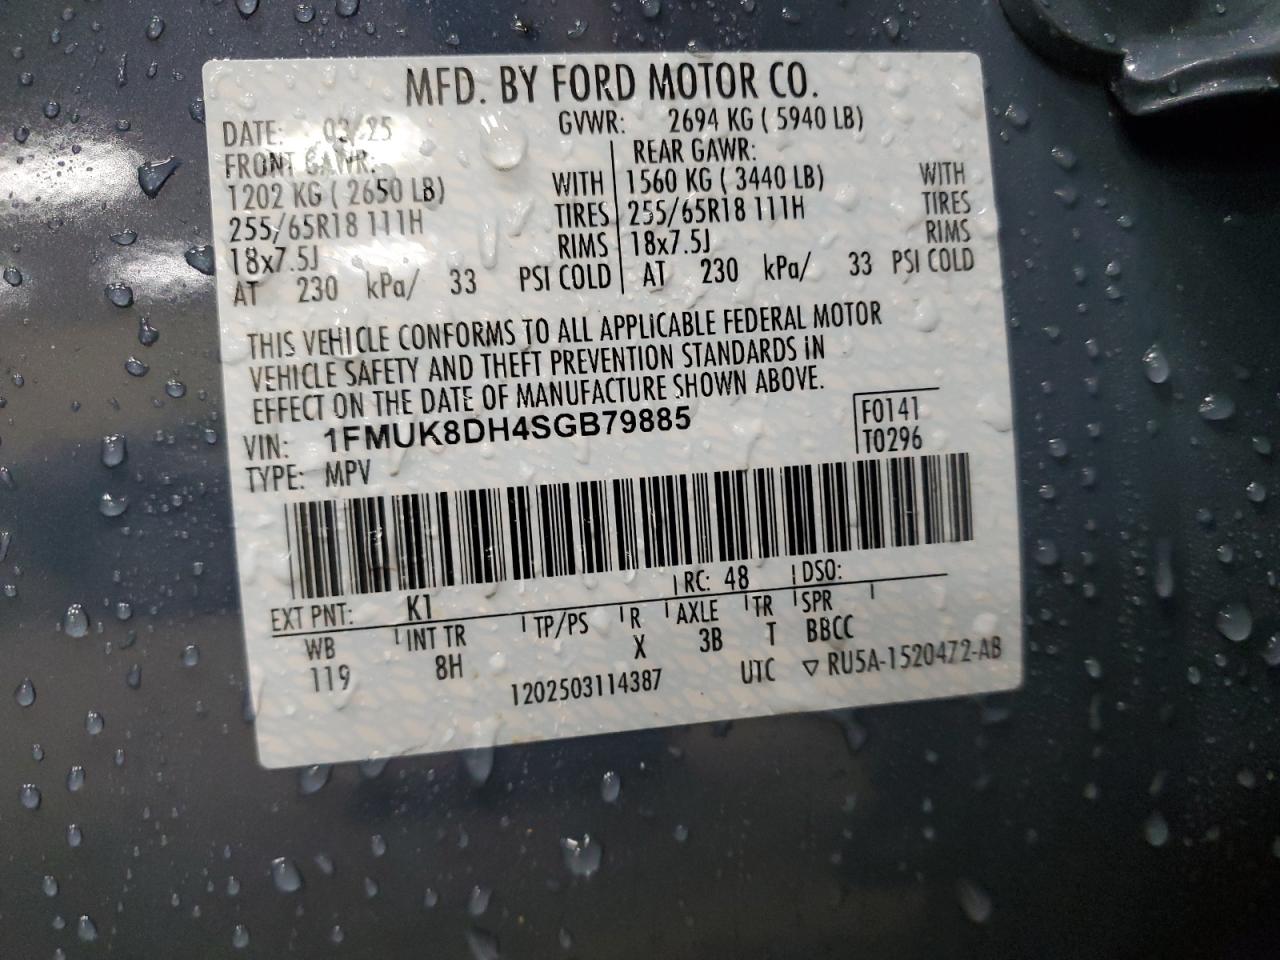 MFD. BY FORD MOTOR CO.
DATE: 03/25 GVWR: 2694 KG ( 5940 LB)
FRONT GAWR: REAR GAWR:
1202 KG ( 2650 LB) WITH 1560 KG ( 3440 LB) WITH
255/65R18 111H TIRES 255/65R18 111H TIRES
18x7.5J RIMS 18x7.5J RIMS
AT 230 kPa/ 33 PSI COLD AT 230 kPa/ 33 PSI COLD
THIS VEHICLE CONFORMS TO ALL APPLICABLE FEDERAL MOTOR
VEHICLE SAFETY AND THEFT PREVENTION STANDARDS IN
EFFECT ON THE DATE OF MANUFACTURE SHOWN ABOVE.
VIN: 1FMUK8DH4SGB79885 F0141
TYPE: MPV T0296
EXT PNT: K1 RC: 48 DSO:
WB INT TR TP/PS R AXLE TR SPR
119 8H X 3B T BBCC
1202503114387 UTC ▽ RU5A-1520472-AB